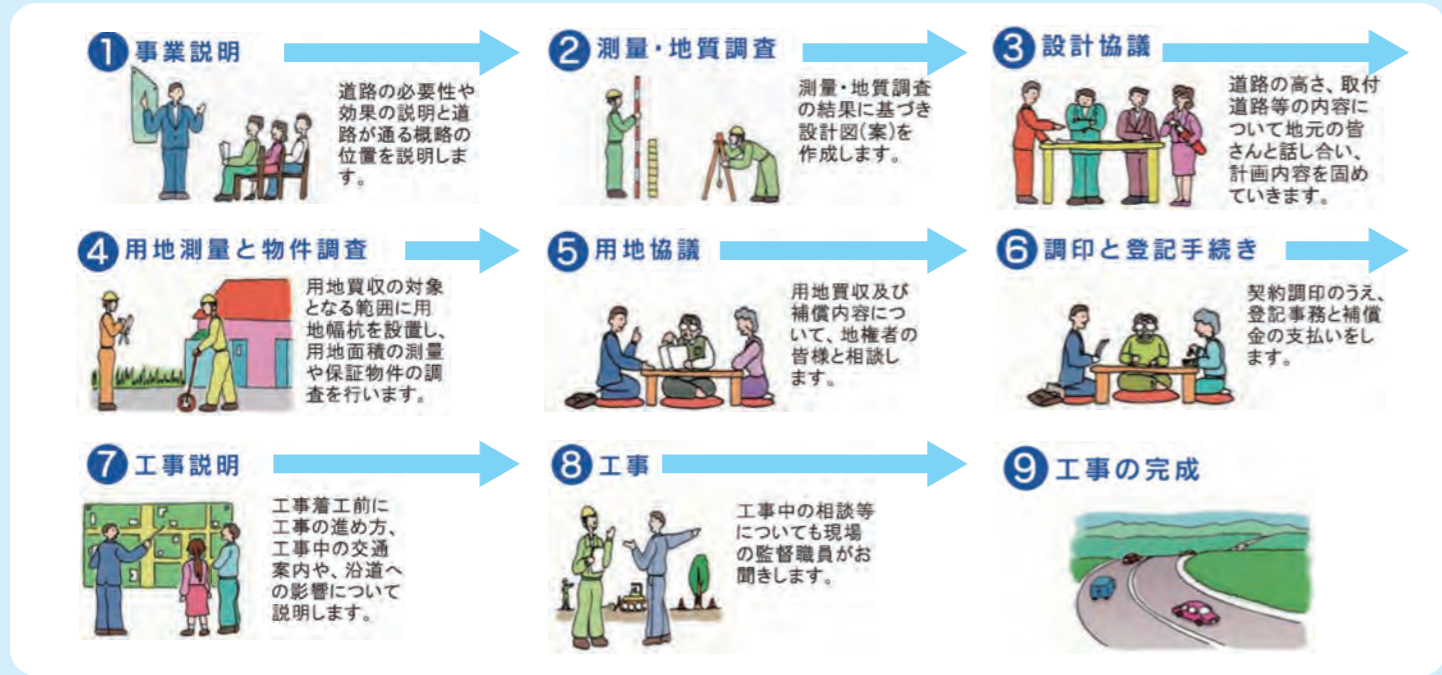 1 事業説明
道路の必要性や
効果の説明と道
路が通る概略の
位置を説明しま
す。
2 測量・地質調査
測量・地質調査
の結果に基づき
設計図(案)を
作成します。
3 設計協議
道路の高さ、取付
道路等の内容に
ついて地元の皆
さんと話し合い、
計画内容を固め
ていきます。
4 用地測量と物件調査
用地買収の対象
となる範囲に用
地幅杭を設置し、
用地面積の測量
や保証物件の調
査を行います。
5 用地協議
用地買収及び
補償内容につ
いて、地権者の
皆様と相談し
ます。
6 調印と登記手続き
契約調印のうえ、
登記事務と補償
金の支払いをし
ます。
7 工事説明
工事着工前に
工事の進め方、
工事中の交通
案内や、沿道へ
の影響について
説明します。
8 工事
工事中の相談等
についても現場
の監督職員がお
聞きします。
9 工事の完成